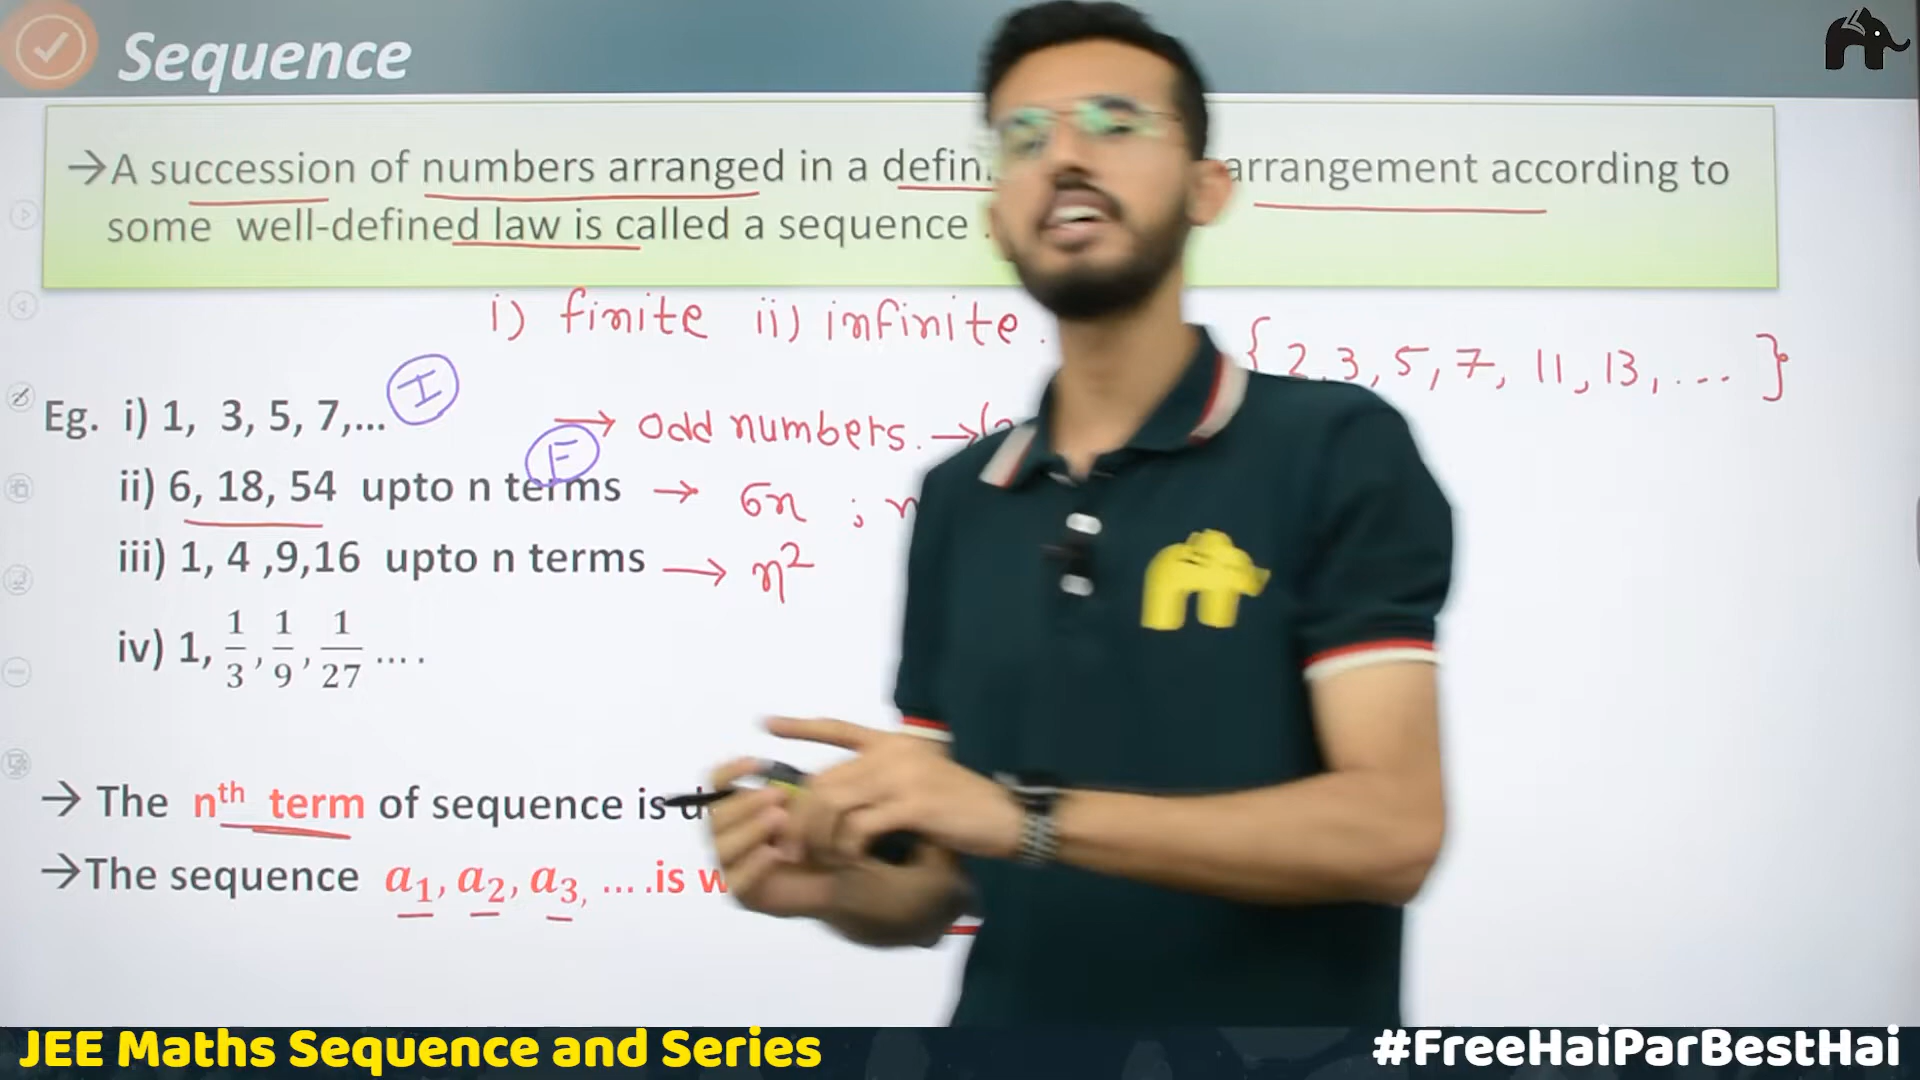 Sequence
→A succession of numbers arranged in a arrangement according to
some well-defined law is called a sequence
i) finite ii) infinite.
{2, 3, 5, 7, 11, 13, ... }
Eg. i) 1, 3, 5, 7,... I
→ odd numbers. →
ii) 6, 18, 54 upto n terms F → 6n ; n
iii) 1, 4 ,9,16 upto n terms → n²
iv) 1, 1/3, 1/9, 1/27 ... .
→ The nth term of sequence is
→The sequence a₁, a₂, a₃, ... .is
JEE Maths Sequence and Series
#FreeHaiParBestHai